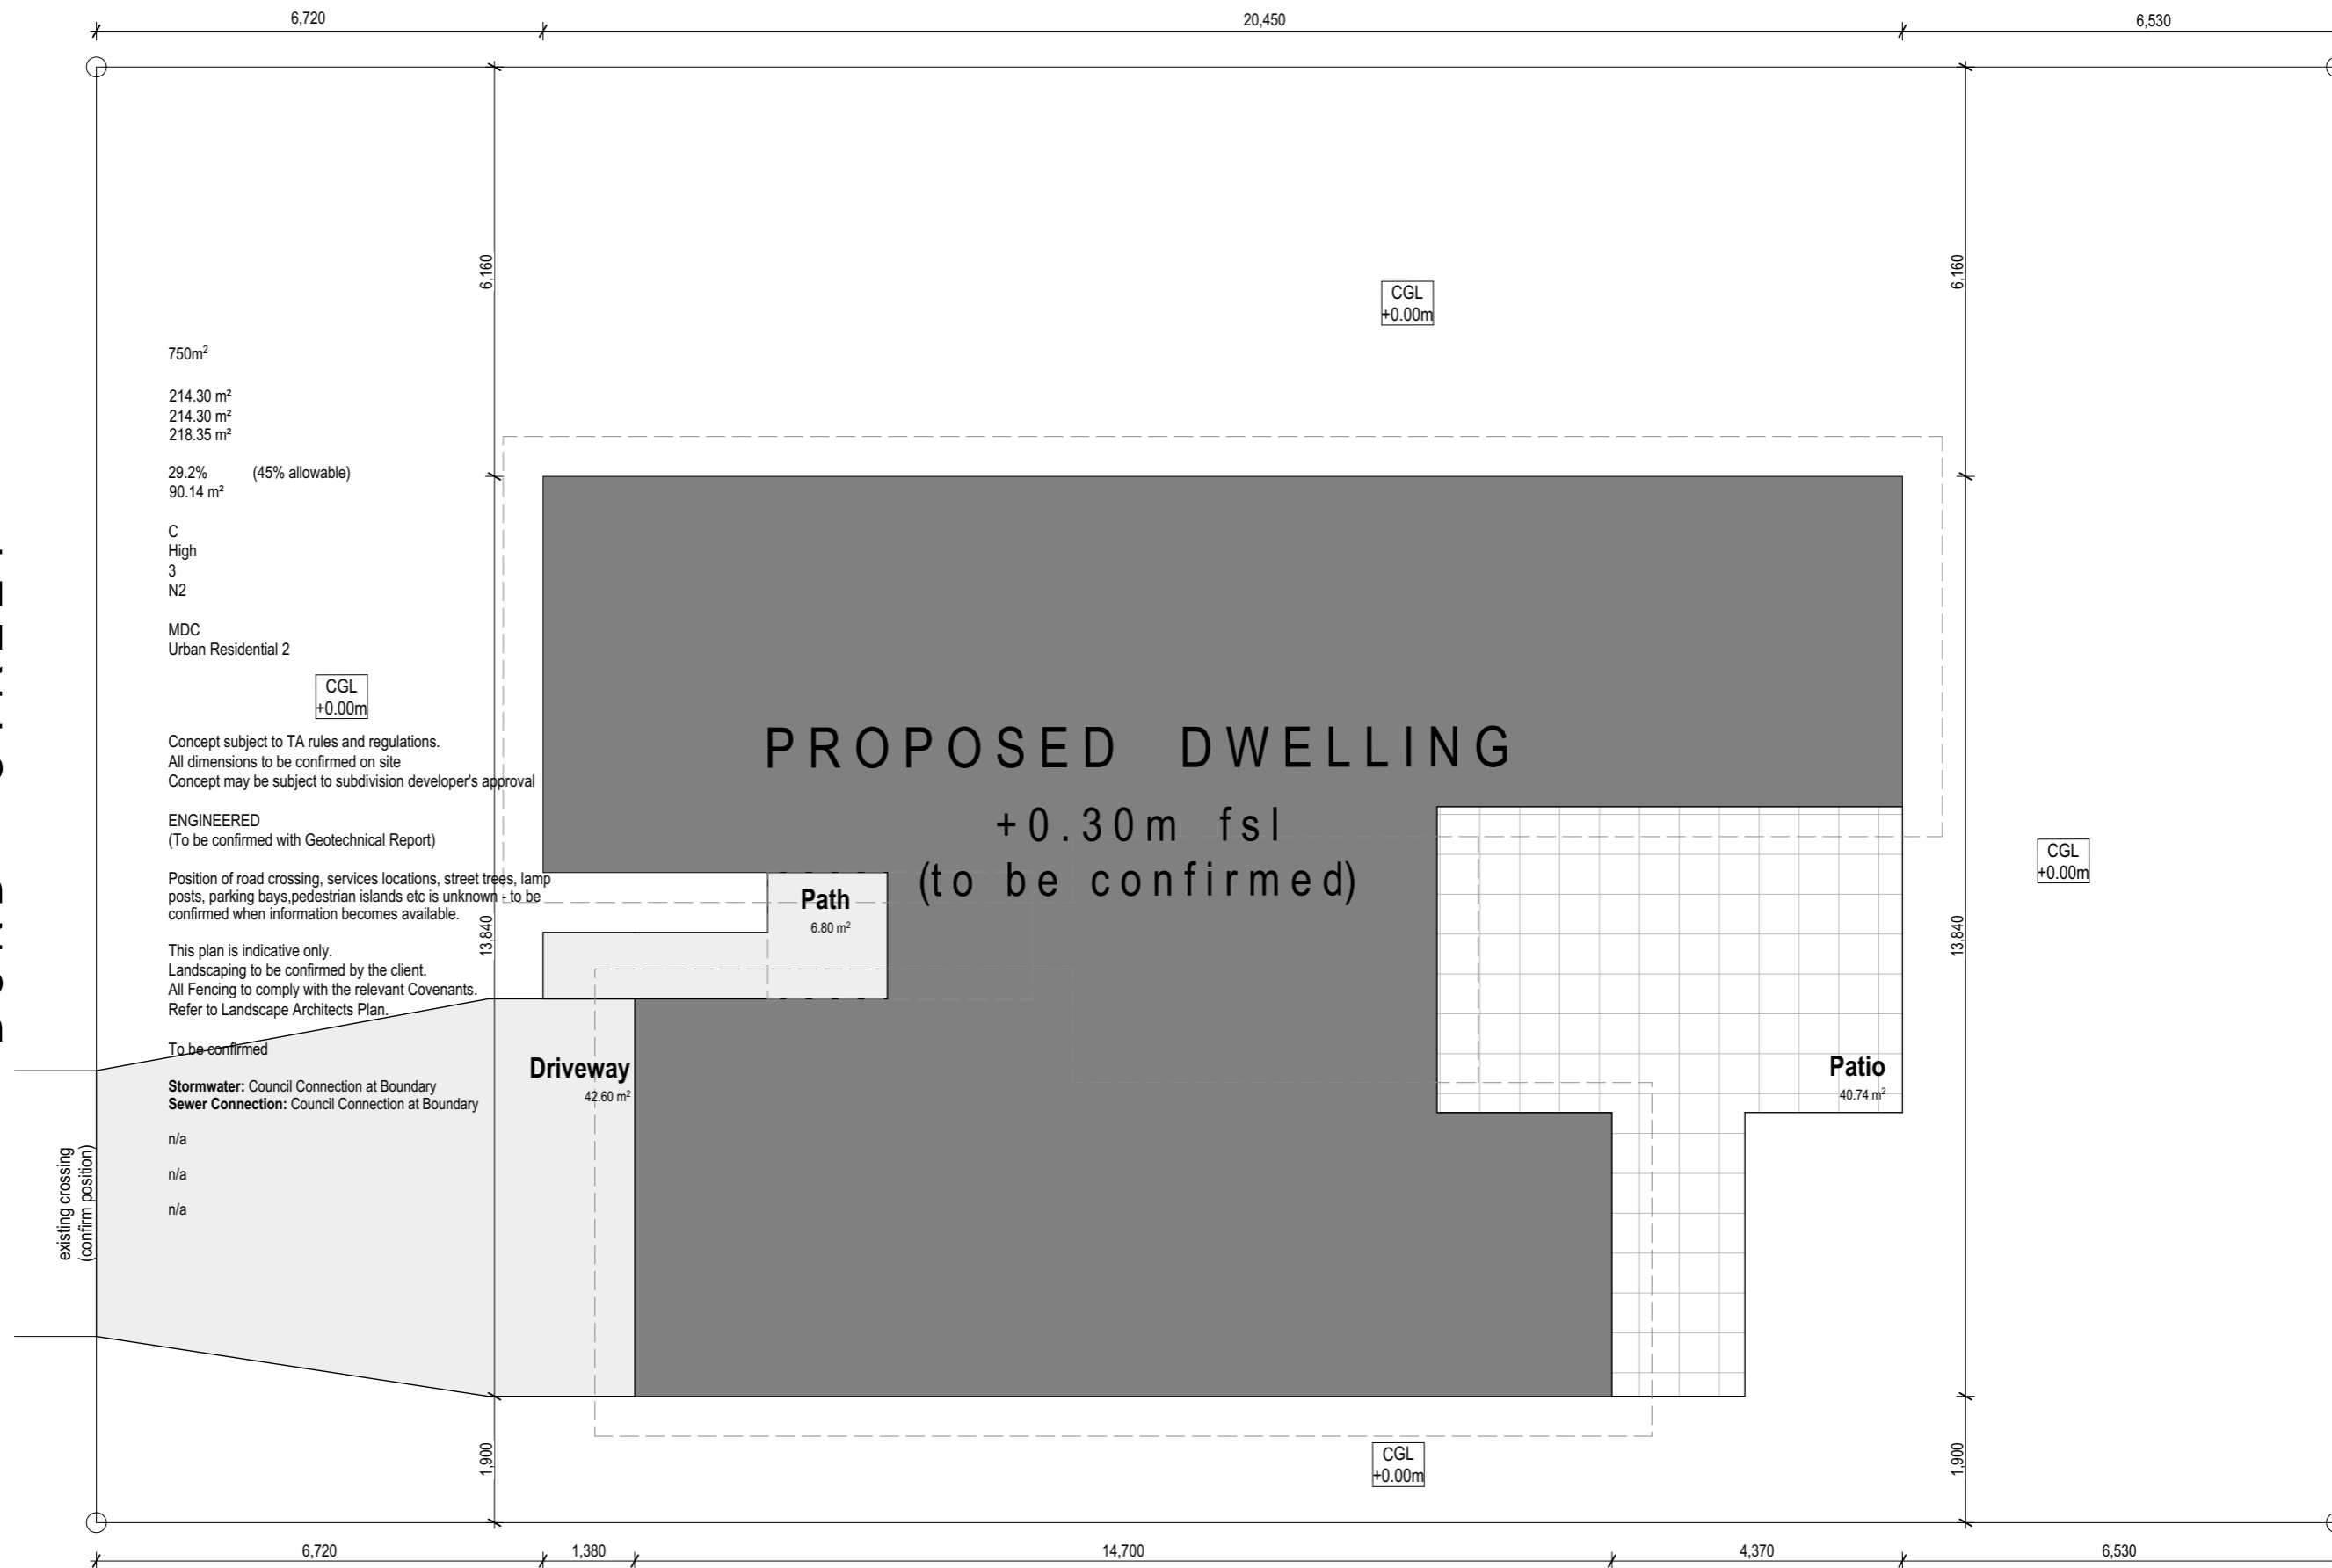 6,720
20,450
6,530
6,160
6,160
CGL
+0.00m
750m²
214.30 m²
214.30 m²
218.35 m²
29.2% (45% allowable)
90.14 m²
C
High
3
N2
MDC
Urban Residential 2
CGL
+0.00m
Concept subject to TA rules and regulations.
All dimensions to be confirmed on site
Concept may be subject to subdivision developer's approval
ENGINEERED
(To be confirmed with Geotechnical Report)
Position of road crossing, services locations, street trees, lamp
posts, parking bays,pedestrian islands etc is unknown - to be
confirmed when information becomes available.
This plan is indicative only.
Landscaping to be confirmed by the client.
All Fencing to comply with the relevant Covenants.
Refer to Landscape Architects Plan.
To be confirmed
Stormwater: Council Connection at Boundary
Sewer Connection: Council Connection at Boundary
n/a
n/a
n/a
PROPOSED DWELLING
+0.30m fsl
(to be confirmed)
Path
6.80 m²
13,840
13,840
CGL
+0.00m
Driveway
42.60 m²
Patio
40.74 m²
existing crossing
(confirm position)
1,900
1,900
CGL
+0.00m
6,720
1,380
14,700
4,370
6,530